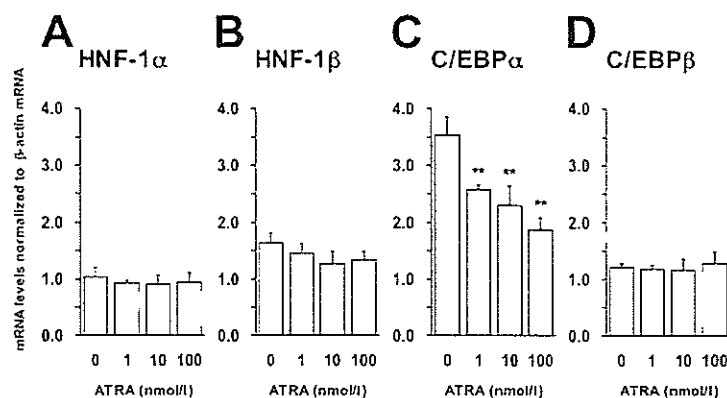 A B C D
HNF-1α HNF-1β C/EBPα C/EBPβ
mRNA levels normalized to β-actin mRNA
4.0 4.0 4.0 4.0
3.0 3.0 3.0 3.0
** ** **
2.0 2.0 2.0 2.0
1.0 1.0 1.0 1.0
0.0 0.0 0.0 0.0
0 1 10 100 0 1 10 100 0 1 10 100 0 1 10 100
ATRA (nmol/l) ATRA (nmol/l) ATRA (nmol/l) ATRA (nmol/l)